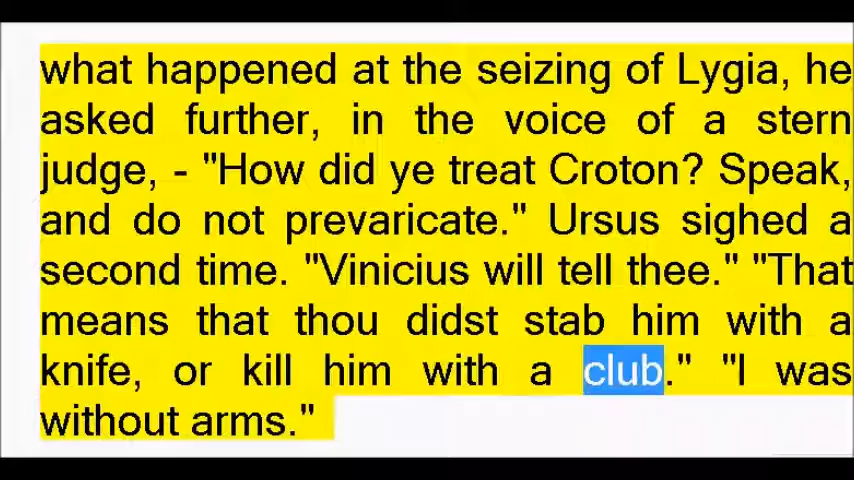 what happened at the seizing of Lygia, he
asked further, in the voice of a stern
judge, - "How did ye treat Croton? Speak,
and do not prevaricate." Ursus sighed a
second time. "Vinicius will tell thee." "That
means that thou didst stab him with a
knife, or kill him with a club." "I was
without arms."